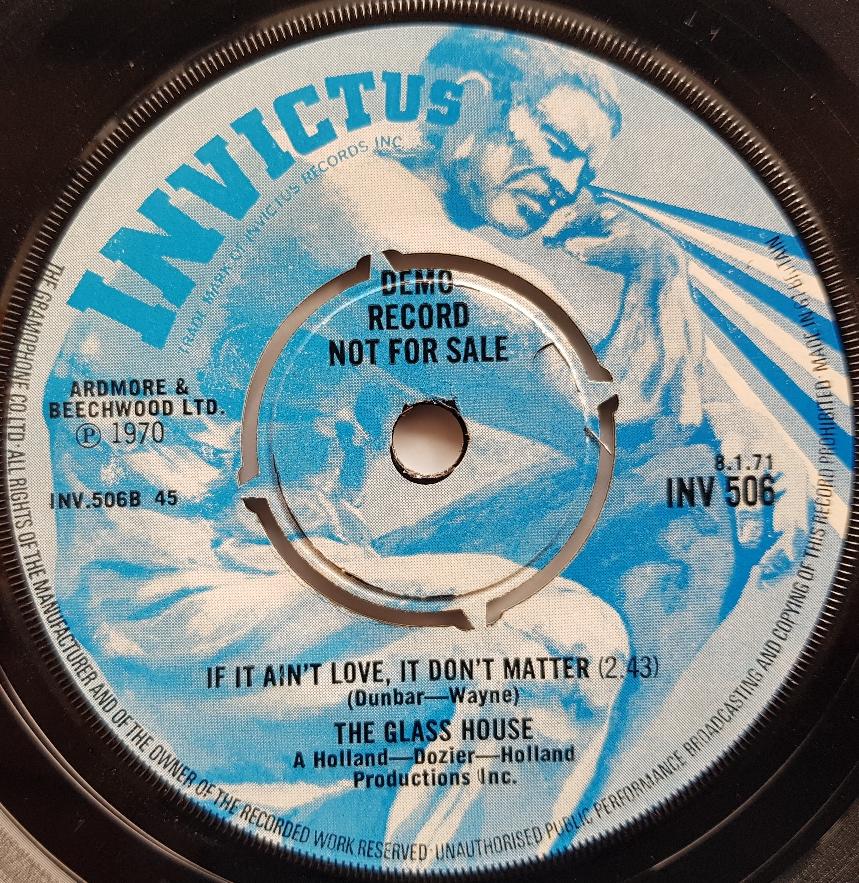 INVICTUS
TRADE MARK OF INVICTUS RECORDS INC
DEMO
RECORD
NOT FOR SALE
ARDMORE &
BEECHWOOD LTD.
Ⓟ 1970
INV.506B 45
8.1.71
INV 506
IF IT AIN'T LOVE, IT DON'T MATTER (2.43)
(Dunbar—Wayne)
THE GLASS HOUSE
A Holland—Dozier—Holland
Productions Inc.
THE GRAMOPHONE CO. LTD· ALL RIGHTS OF THE MANUFACTURER AND OF THE OWNER OF THE RECORDED WORK RESERVED· UNAUTHORISED PUBLIC PERFORMANCE BROADCASTING AND COPYING OF THIS RECORD PROHIBITED MADE IN GT. BRITAIN